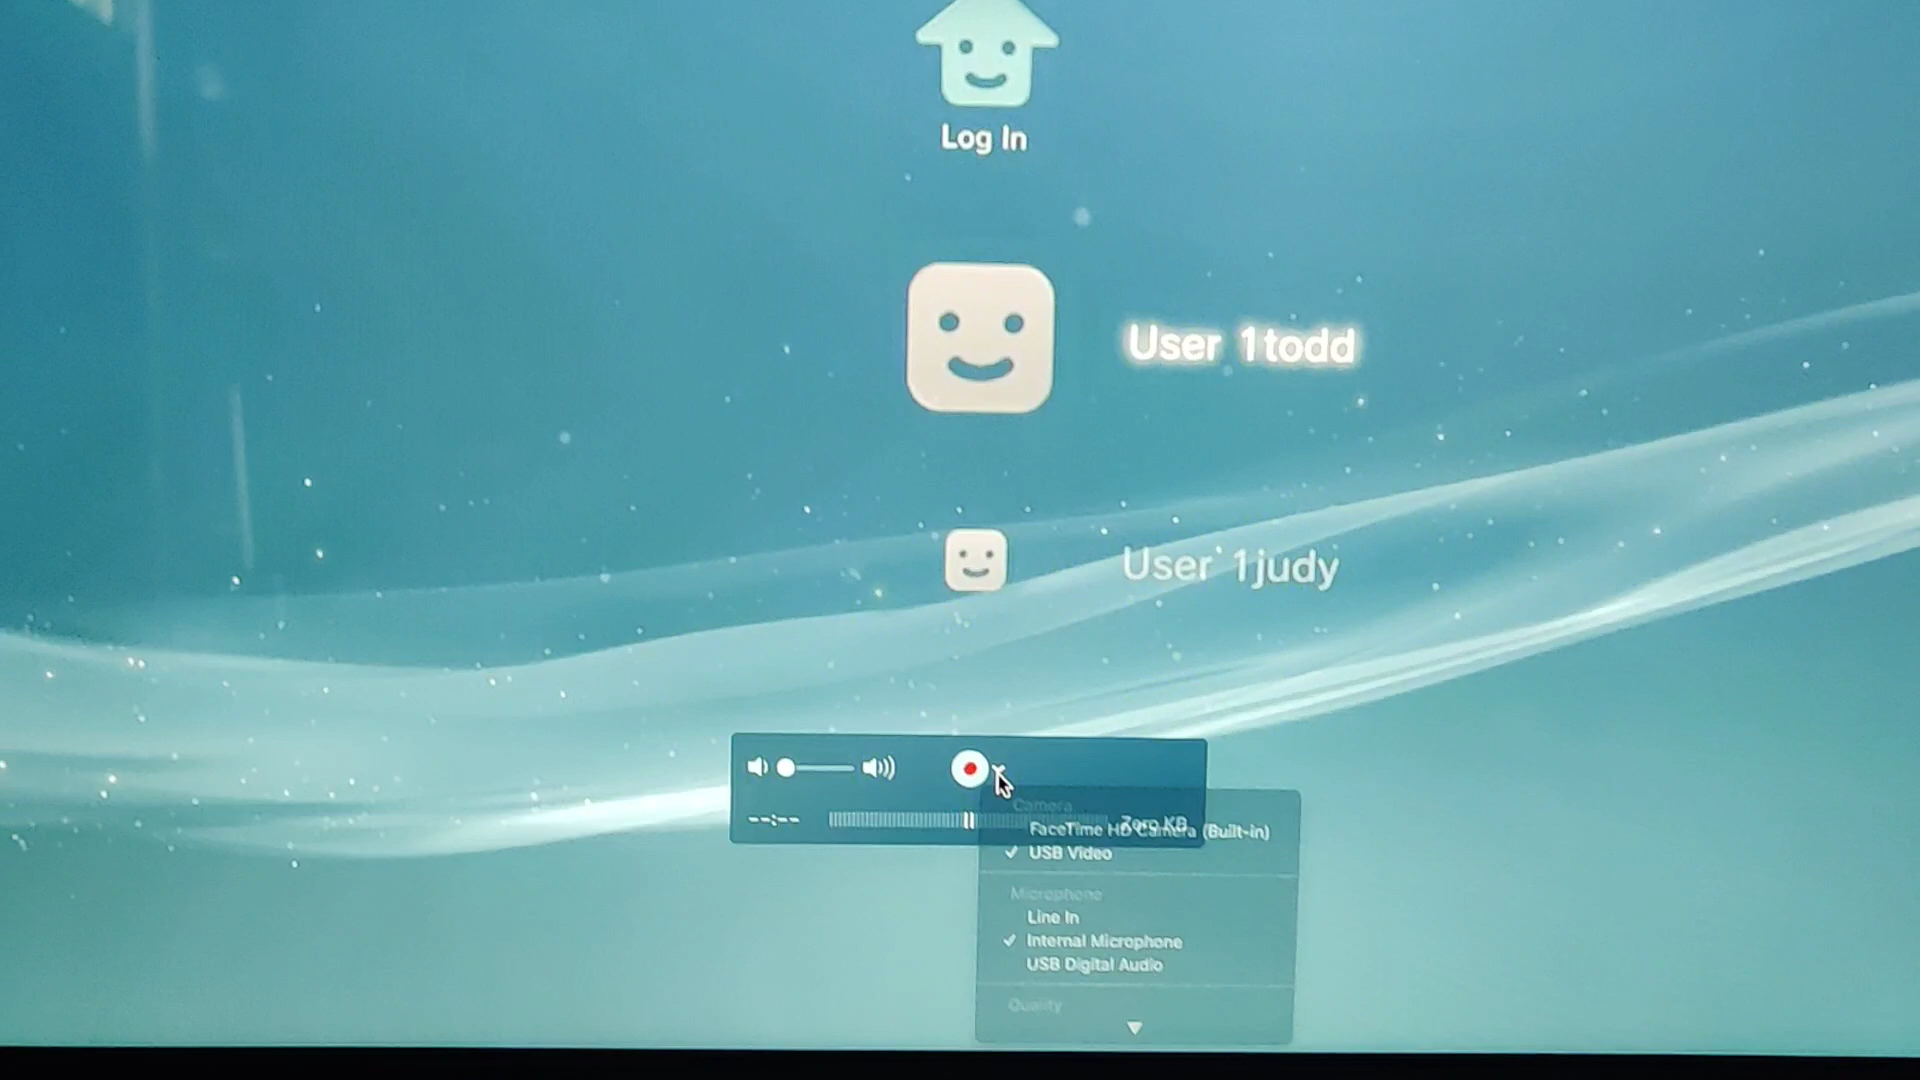 Log In
User 1todd
User 1judy
--:--
Zero KB
Camera
FaceTime HD Camera (Built-in)
✓ USB Video
Microphone
Line In
✓ Internal Microphone
USB Digital Audio
Quality